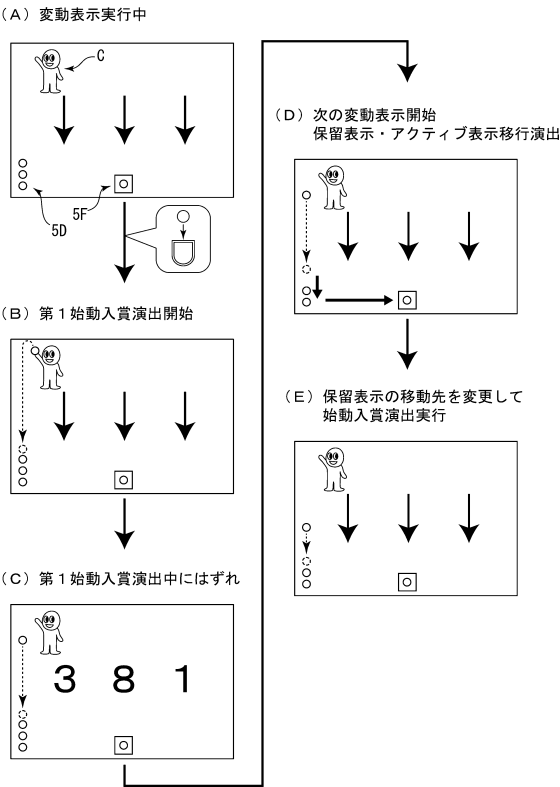 （A）変動表示実行中
C
5D
5F
（B）第１始動入賞演出開始
（C）第１始動入賞演出中にはずれ
3 8 1
（D）次の変動表示開始
保留表示・アクティブ表示移行演出
（E）保留表示の移動先を変更して
始動入賞演出実行